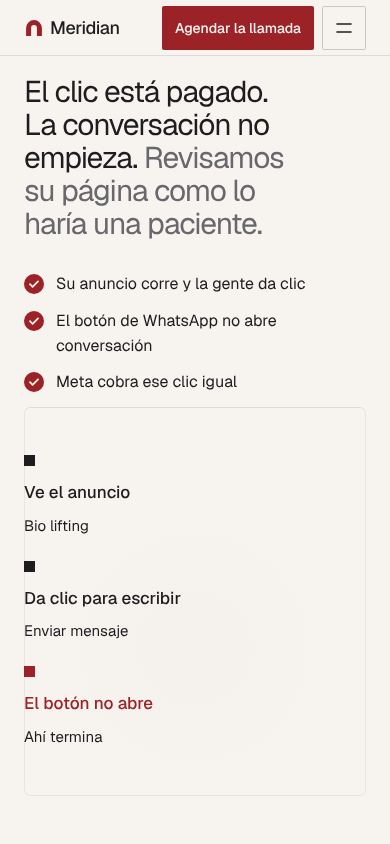 Meridian
Agendar la llamada
El clic está pagado.
La conversación no
empieza. Revisamos
su página como lo
haría una paciente.
Su anuncio corre y la gente da clic
El botón de WhatsApp no abre
conversación
Meta cobra ese clic igual
Ve el anuncio
Bio lifting
Da clic para escribir
Enviar mensaje
El botón no abre
Ahí termina